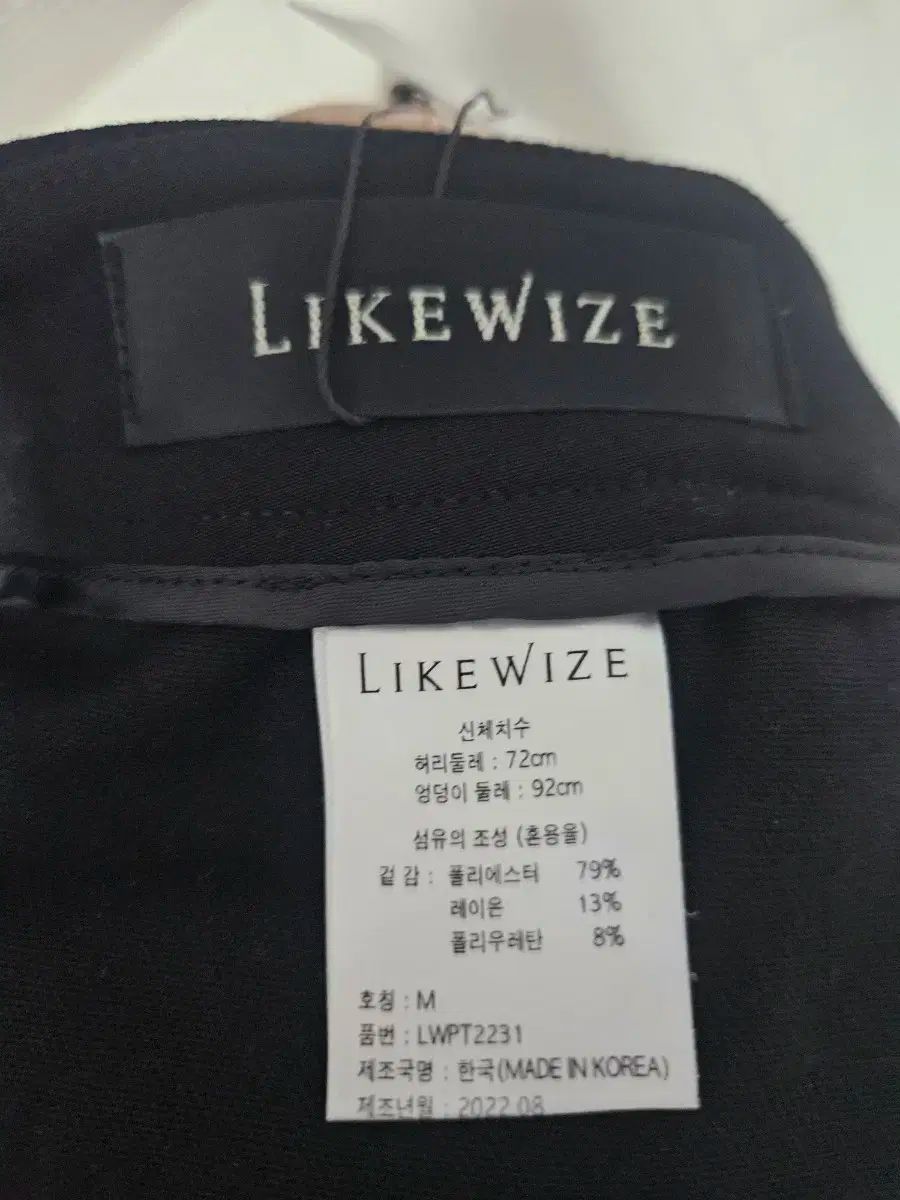 LIKEWIZE
LIKEWIZE
신체치수
허리둘레 : 72cm
엉덩이 둘레 : 92cm
섬유의 조성 (혼용율)
겉 감 : 폴리에스터 79%
레이온 13%
폴리우레탄 8%
호칭 : M
품번 : LWPT2231
제조국명 : 한국(MADE IN KOREA)
제조년월 : 2022.08